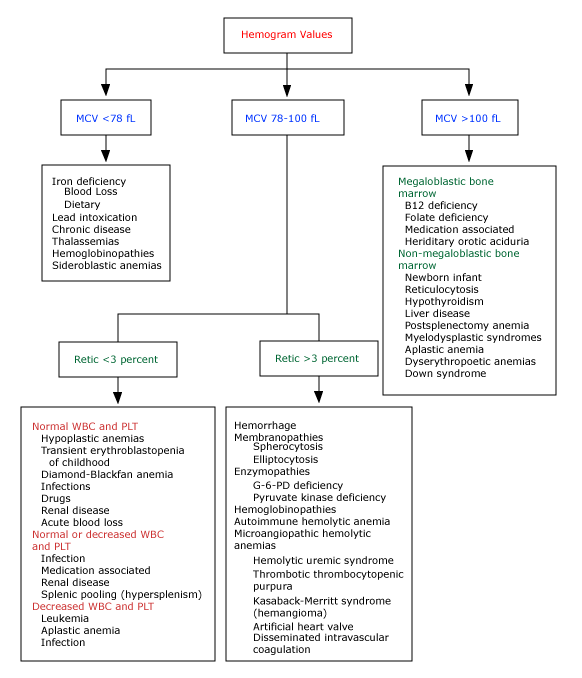 Hemogram Values
MCV <78 fL
MCV 78-100 fL
MCV >100 fL
Iron deficiency
Blood Loss
Dietary
Lead intoxication
Chronic disease
Thalassemias
Hemoglobinopathies
Sideroblastic anemias
Megaloblastic bone
marrow
B12 deficiency
Folate deficiency
Medication associated
Heriditary orotic aciduria
Non-megaloblastic bone
marrow
Newborn infant
Reticulocytosis
Hypothyroidism
Liver disease
Postsplenectomy anemia
Myelodysplastic syndromes
Aplastic anemia
Dyserythropoetic anemias
Down syndrome
Retic <3 percent
Retic >3 percent
Normal WBC and PLT
Hypoplastic anemias
Transient erythroblastopenia
of childhood
Diamond-Blackfan anemia
Infections
Drugs
Renal disease
Acute blood loss
Normal or decreased WBC
and PLT
Infection
Medication associated
Renal disease
Splenic pooling (hypersplenism)
Decreased WBC and PLT
Leukemia
Aplastic anemia
Infection
Hemorrhage
Membranopathies
Spherocytosis
Elliptocytosis
Enzymopathies
G-6-PD deficiency
Pyruvate kinase deficiency
Hemoglobinopathies
Autoimmune hemolytic anemia
Microangiopathic hemolytic
anemias
Hemolytic uremic syndrome
Thrombotic thrombocytopenic
purpura
Kasaback-Merritt syndrome
(hemangioma)
Artificial heart valve
Disseminated intravascular
coagulation